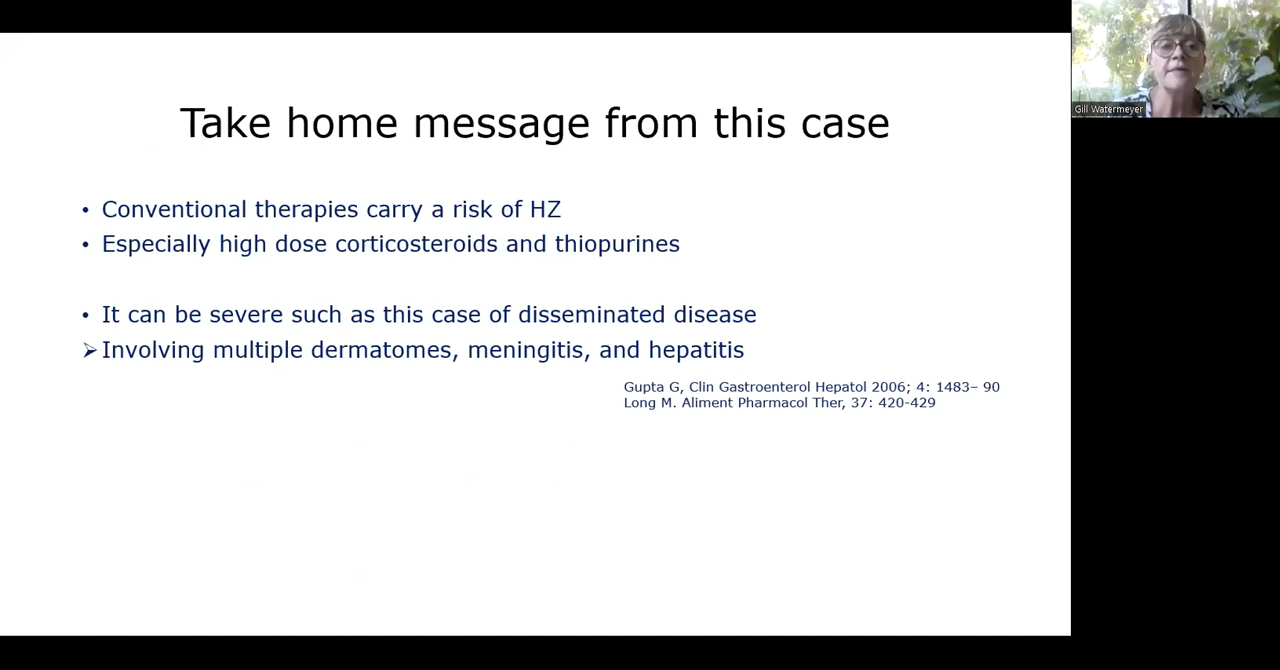 Take home message from this case
• Conventional therapies carry a risk of HZ
• Especially high dose corticosteroids and thiopurines
• It can be severe such as this case of disseminated disease
➢ Involving multiple dermatomes, meningitis, and hepatitis
Gupta G, Clin Gastroenterol Hepatol 2006; 4: 1483– 90
Long M. Aliment Pharmacol Ther, 37: 420-429
Gill Watermeyer